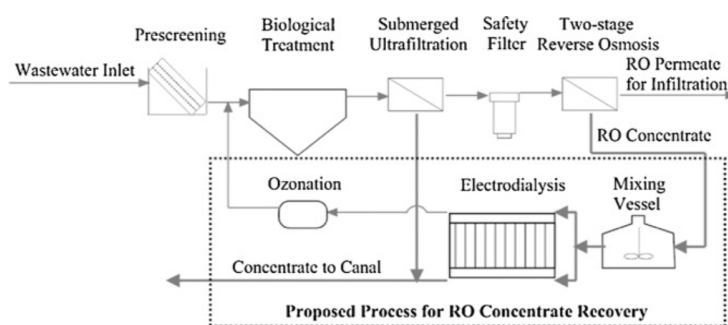 Prescreening
Biological
Treatment
Submerged
Ultrafiltration
Safety
Filter
Two-stage
Reverse Osmosis
Wastewater Inlet
RO Permeate
for Infiltration
RO Concentrate
Ozonation
Electrodialysis
Mixing
Vessel
Concentrate to Canal
Proposed Process for RO Concentrate Recovery